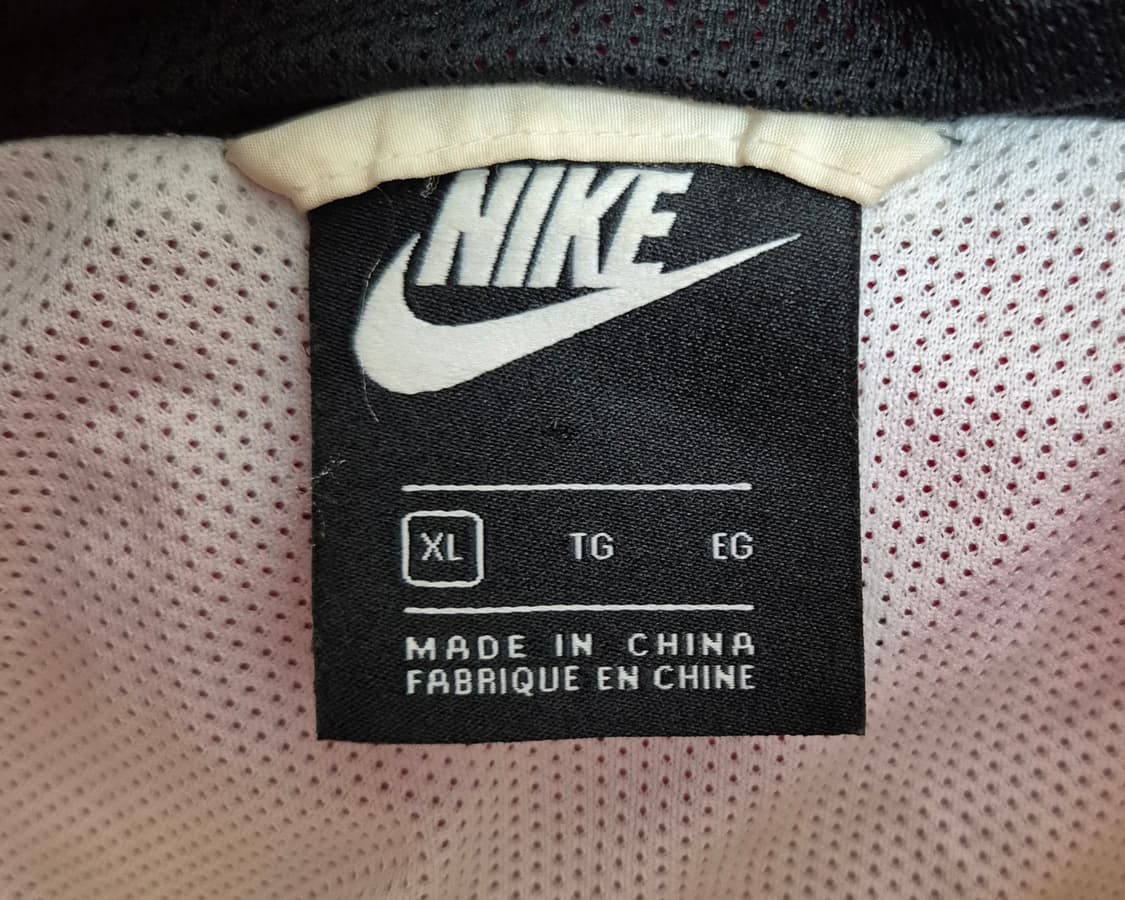 NIKE
XL TG EG
MADE IN CHINA
FABRIQUE EN CHINE